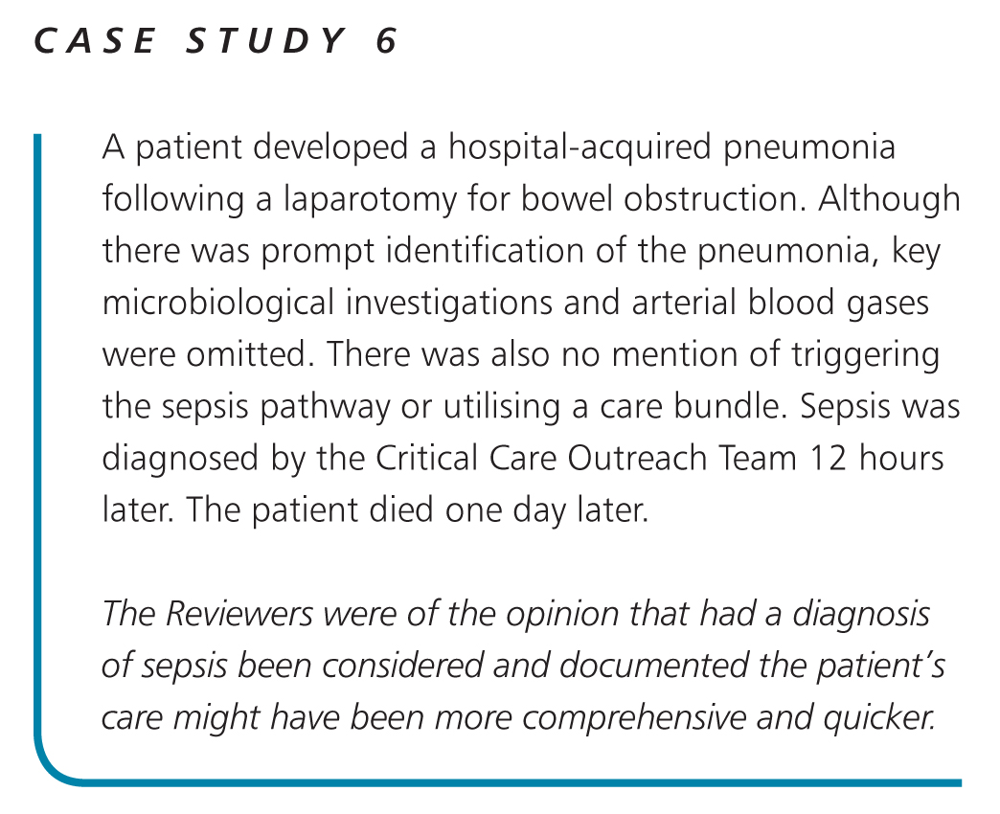 CASE STUDY 6
A patient developed a hospital-acquired pneumonia
following a laparotomy for bowel obstruction. Although
there was prompt identification of the pneumonia, key
microbiological investigations and arterial blood gases
were omitted. There was also no mention of triggering
the sepsis pathway or utilising a care bundle. Sepsis was
diagnosed by the Critical Care Outreach Team 12 hours
later. The patient died one day later.
The Reviewers were of the opinion that had a diagnosis
of sepsis been considered and documented the patient’s
care might have been more comprehensive and quicker.